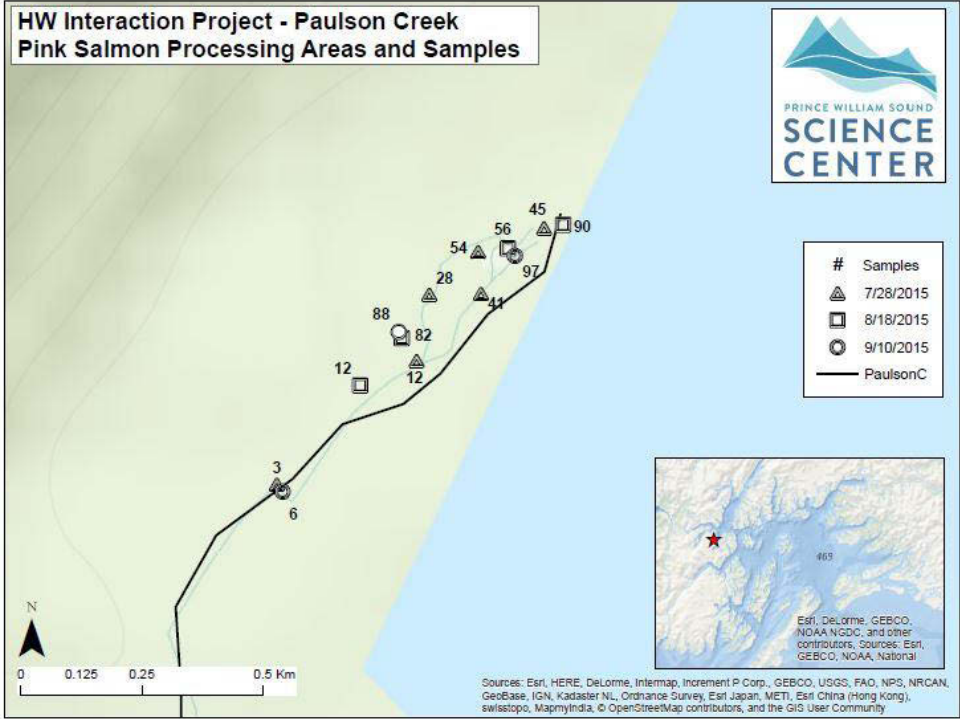 HW Interaction Project - Paulson Creek
Pink Salmon Processing Areas and Samples
PRINCE WILLIAM SOUND
SCIENCE
CENTER
45
90
56
54
97
28
41
88
82
12
12
3
6
# Samples
7/28/2015
8/18/2015
9/10/2015
PaulsonC
469
Esri, DeLorme, GEBCO,
NOAA NGDC, and other
contributors, Sources: Esri,
GEBCO, NOAA, National
N
0 0.125 0.25 0.5 Km
Sources: Esri, HERE, DeLorme, Intermap, increment P Corp., GEBCO, USGS, FAO, NPS, NRCAN,
GeoBase, IGN, Kadaster NL, Ordnance Survey, Esri Japan, METI, Esri China (Hong Kong),
swisstopo, MapmyIndia, © OpenStreetMap contributors, and the GIS User Community